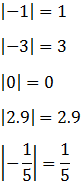 |−1| = 1
|−3| = 3
|0| = 0
|2.9| = 2.9
|−1/5| = 1/5